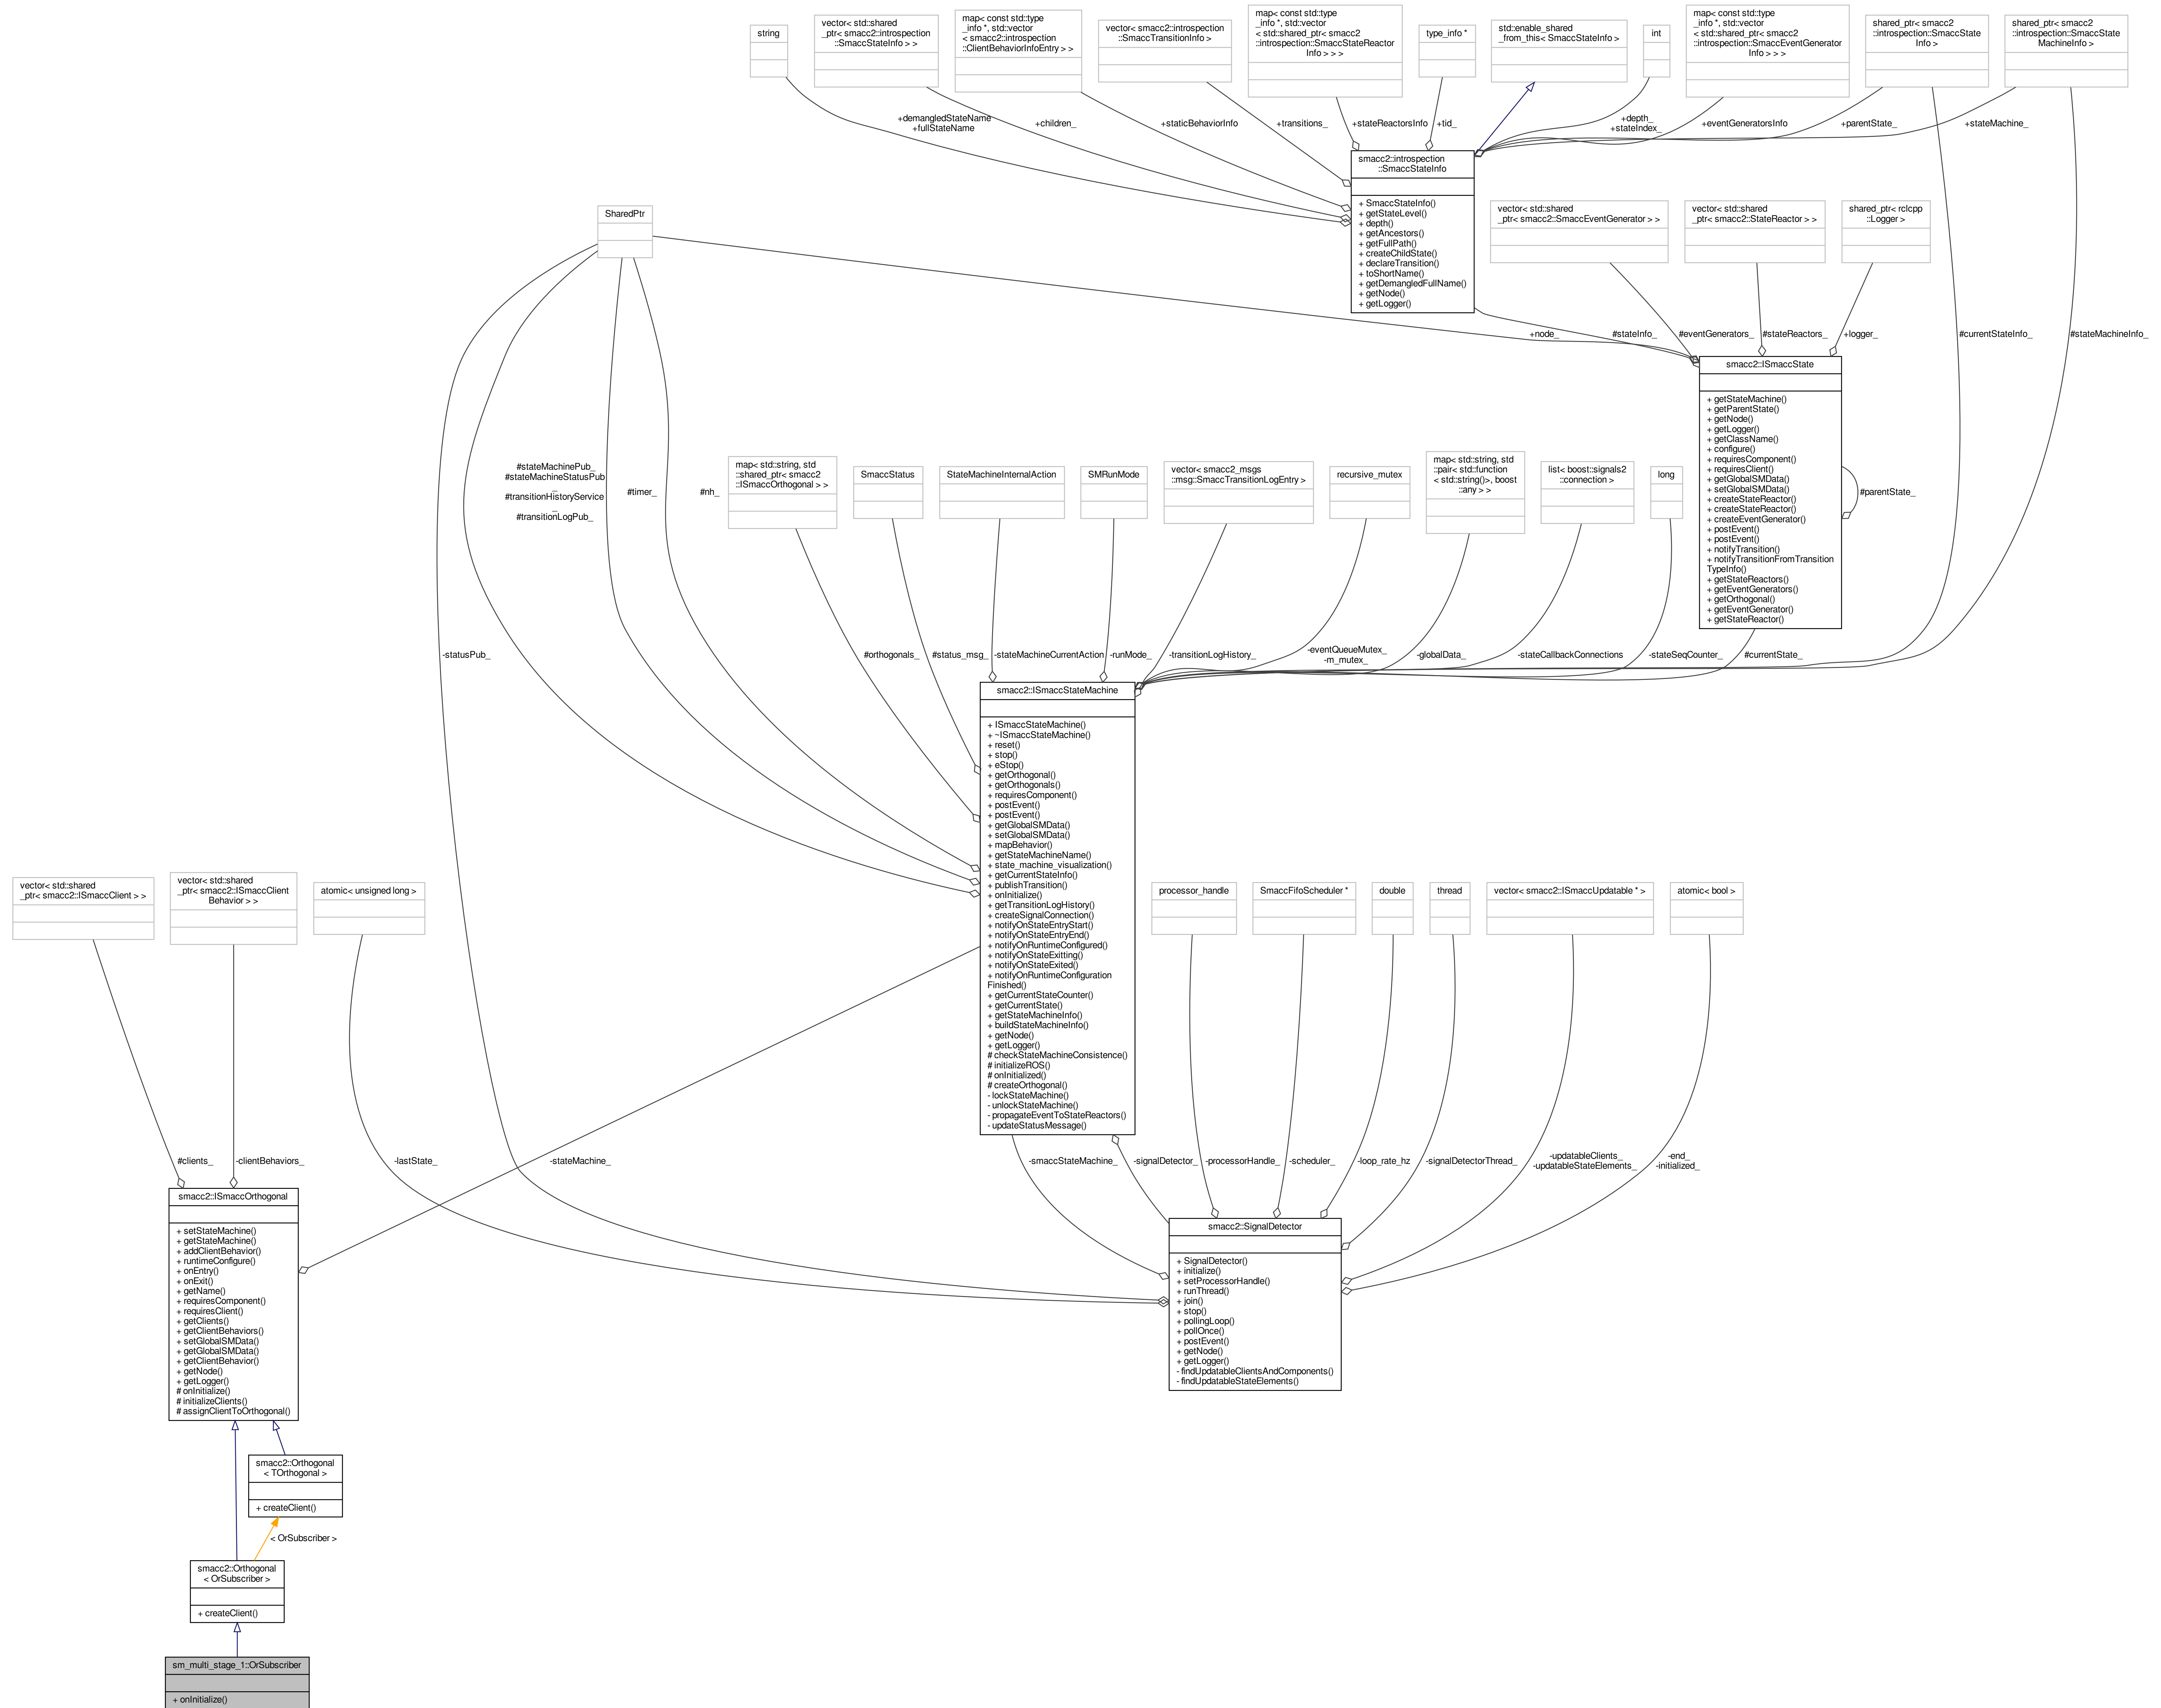 string
vector< std::shared
_ptr< smacc2::introspection
::SmaccStateInfo > >
map< const std::type
_info *, std::vector
< smacc2::introspection
::ClientBehaviorInfoEntry > >
vector< smacc2::introspection
::SmaccTransitionInfo >
map< const std::type
_info *, std::vector
< std::shared_ptr< smacc2
::introspection::SmaccStateReactor
Info > > >
type_info *
std::enable_shared
_from_this< SmaccStateInfo >
int
map< const std::type
_info *, std::vector
< std::shared_ptr< smacc2
::introspection::SmaccEventGenerator
Info > > >
shared_ptr< smacc2
::introspection::SmaccState
Info >
shared_ptr< smacc2
::introspection::SmaccState
MachineInfo >
+demangledStateName
+fullStateName
+children_
+staticBehaviorInfo
+transitions_
+stateReactorsInfo
+tid_
+depth_
+stateIndex_
+eventGeneratorsInfo
+parentState_
+stateMachine_
smacc2::introspection
::SmaccStateInfo
+ SmaccStateInfo()
+ getStateLevel()
+ depth()
+ getAncestors()
+ getFullPath()
+ createChildState()
+ declareTransition()
+ toShortName()
+ getDemangledFullName()
+ getNode()
+ getLogger()
SharedPtr
vector< std::shared
_ptr< smacc2::SmaccEventGenerator > >
vector< std::shared
_ptr< smacc2::StateReactor > >
shared_ptr< rclcpp
::Logger >
+node_
#stateInfo_
#eventGenerators_
#stateReactors_
+logger_
#currentStateInfo_
#stateMachineInfo_
smacc2::ISmaccState
+ getStateMachine()
+ getParentState()
+ getNode()
+ getLogger()
+ getClassName()
+ configure()
+ requiresComponent()
+ requiresClient()
+ getGlobalSMData()
+ setGlobalSMData()
+ createStateReactor()
+ createStateReactor()
+ createEventGenerator()
+ postEvent()
+ postEvent()
+ notifyTransition()
+ notifyTransitionFromTransition
TypeInfo()
+ getStateReactors()
+ getEventGenerators()
+ getOrthogonal()
+ getEventGenerator()
+ getStateReactor()
#parentState_
#stateMachinePub_
#stateMachineStatusPub
_
#transitionHistoryService
_
#transitionLogPub_
#timer_
#nh_
map< std::string, std
::shared_ptr< smacc2
::ISmaccOrthogonal > >
SmaccStatus
StateMachineInternalAction
SMRunMode
vector< smacc2_msgs
::msg::SmaccTransitionLogEntry >
recursive_mutex
map< std::string, std
::pair< std::function
< std::string()>, boost
::any > >
list< boost::signals2
::connection >
long
-statusPub_
#orthogonals_
#status_msg_
-stateMachineCurrentAction
-runMode_
-transitionLogHistory_
-eventQueueMutex_
-m_mutex_
-globalData_
-stateCallbackConnections
-stateSeqCounter_
#currentState_
smacc2::ISmaccStateMachine
+ ISmaccStateMachine()
+ ~ISmaccStateMachine()
+ reset()
+ stop()
+ eStop()
+ getOrthogonal()
+ getOrthogonals()
+ requiresComponent()
+ postEvent()
+ postEvent()
+ getGlobalSMData()
+ setGlobalSMData()
+ mapBehavior()
+ getStateMachineName()
+ state_machine_visualization()
+ getCurrentStateInfo()
+ publishTransition()
+ onInitialize()
+ getTransitionLogHistory()
+ createSignalConnection()
+ notifyOnStateEntryStart()
+ notifyOnStateEntryEnd()
+ notifyOnRuntimeConfigured()
+ notifyOnStateExitting()
+ notifyOnStateExited()
+ notifyOnRuntimeConfiguration
Finished()
+ getCurrentStateCounter()
+ getCurrentState()
+ getStateMachineInfo()
+ buildStateMachineInfo()
+ getNode()
+ getLogger()
# checkStateMachineConsistence()
# initializeROS()
# onInitialized()
# createOrthogonal()
- lockStateMachine()
- unlockStateMachine()
- propagateEventToStateReactors()
- updateStatusMessage()
vector< std::shared
_ptr< smacc2::ISmaccClient > >
vector< std::shared
_ptr< smacc2::ISmaccClient
Behavior > >
atomic< unsigned long >
processor_handle
SmaccFifoScheduler *
double
thread
vector< smacc2::ISmaccUpdatable * >
atomic< bool >
#clients_
-clientBehaviors_
-lastState_
-stateMachine_
-smaccStateMachine_
-signalDetector_
-processorHandle_
-scheduler_
-loop_rate_hz
-signalDetectorThread_
-updatableClients_
-updatableStateElements_
-end_
-initialized_
smacc2::ISmaccOrthogonal
+ setStateMachine()
+ getStateMachine()
+ addClientBehavior()
+ runtimeConfigure()
+ onEntry()
+ onExit()
+ getName()
+ requiresComponent()
+ requiresClient()
+ getClients()
+ getClientBehaviors()
+ setGlobalSMData()
+ getGlobalSMData()
+ getClientBehavior()
+ getNode()
+ getLogger()
# onInitialize()
# initializeClients()
# assignClientToOrthogonal()
smacc2::SignalDetector
+ SignalDetector()
+ initialize()
+ setProcessorHandle()
+ runThread()
+ join()
+ stop()
+ pollingLoop()
+ pollOnce()
+ postEvent()
+ getNode()
+ getLogger()
- findUpdatableClientsAndComponents()
- findUpdatableStateElements()
smacc2::Orthogonal
< TOrthogonal >
+ createClient()
< OrSubscriber >
smacc2::Orthogonal
< OrSubscriber >
+ createClient()
sm_multi_stage_1::OrSubscriber
+ onInitialize()